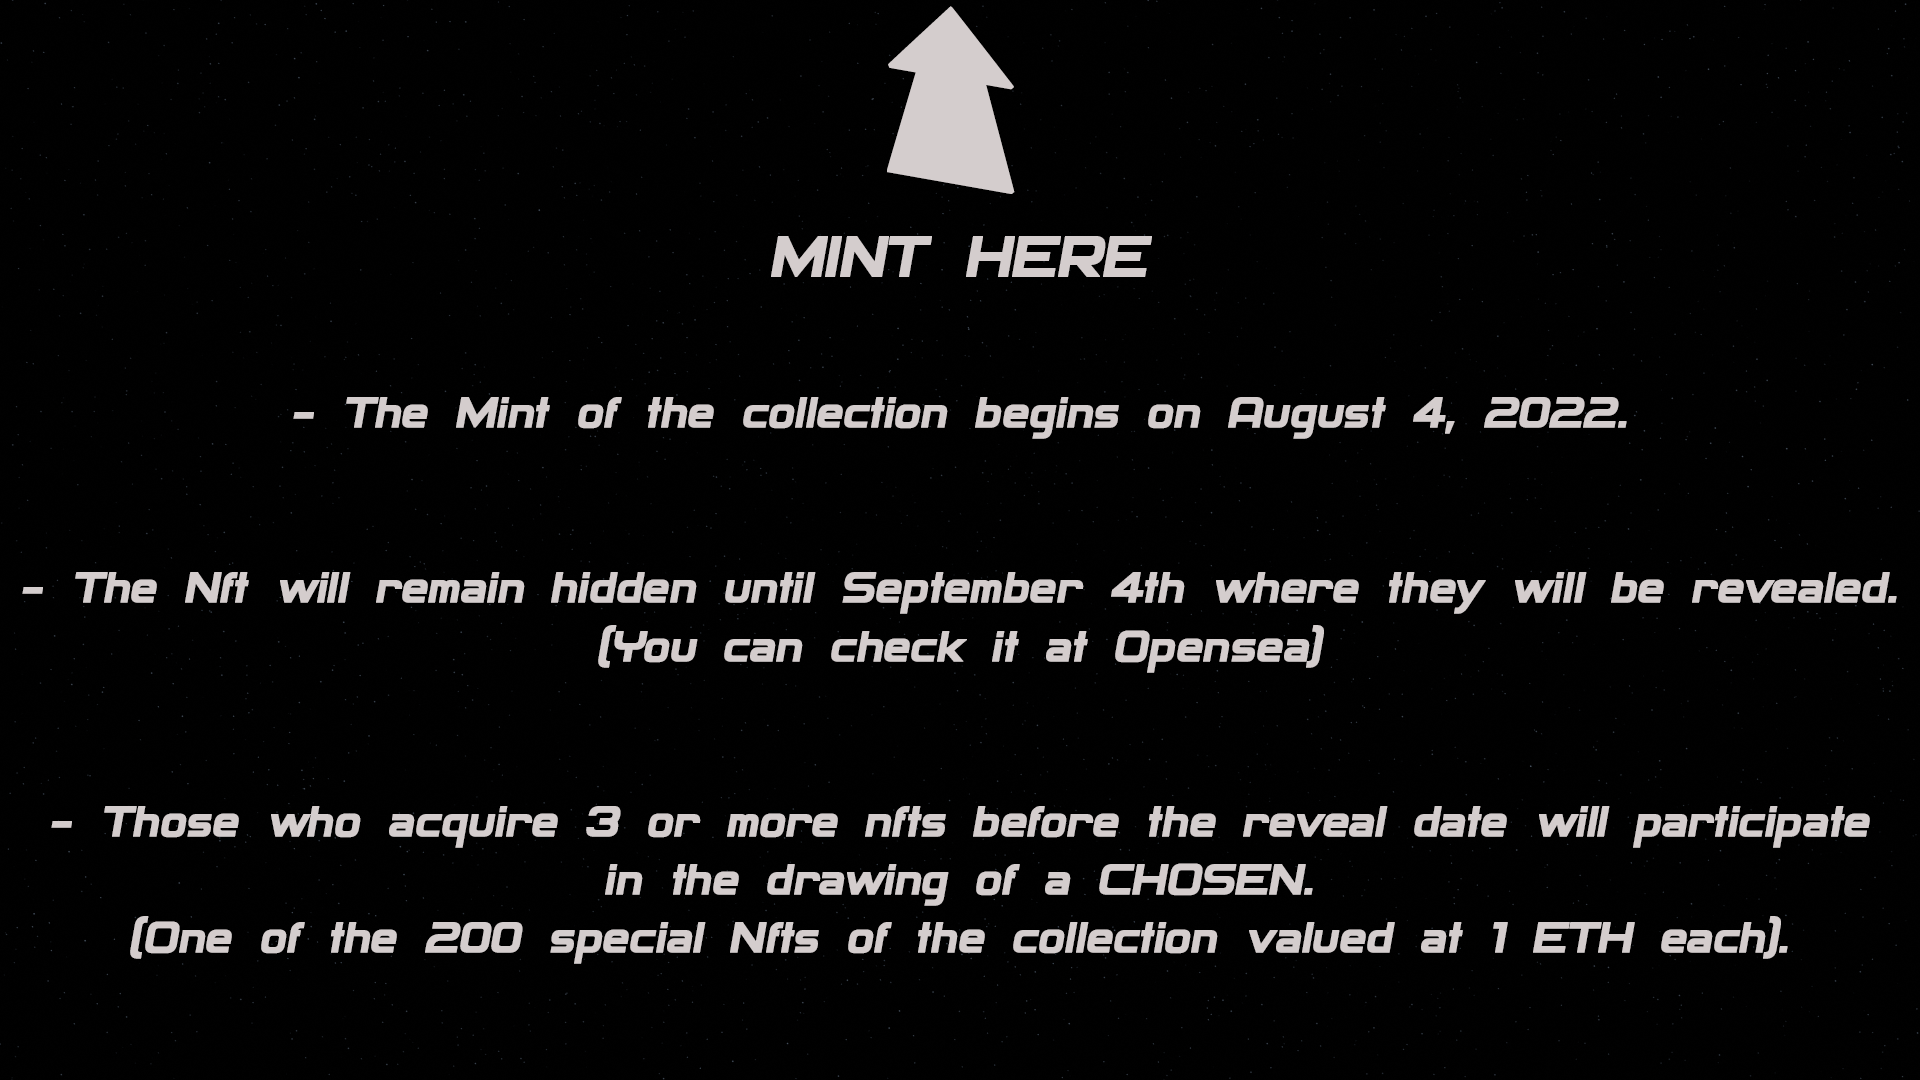 MINT HERE
- The Mint of the collection begins on August 4, 2022.
- The Nft will remain hidden until September 4th where they will be revealed.
(You can check it at Opensea)
- Those who acquire 3 or more nfts before the reveal date will participate
in the drawing of a CHOSEN.
(One of the 200 special Nfts of the collection valued at 1 ETH each).